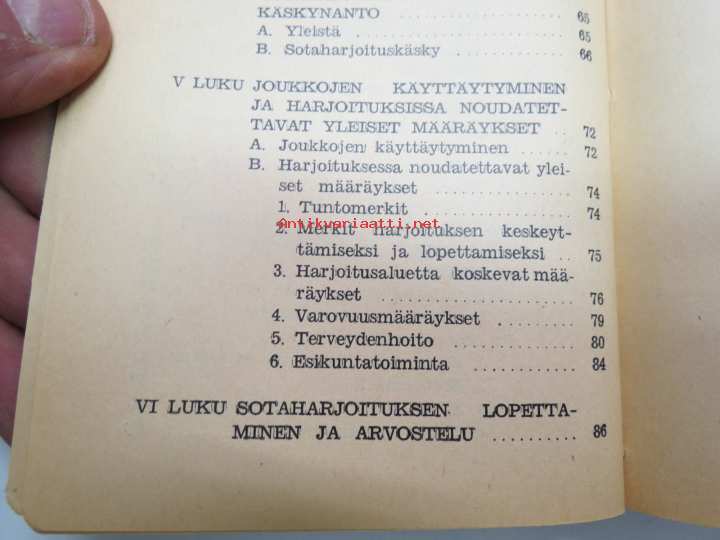 KÄSKYNANTO .................. 65
A. Yleistä .................. 65
B. Sotaharjoituskäsky .......... 66
V LUKU JOUKKOJEN KÄYTTÄYTYMINEN
JA HARJOITUKSISSA NOUDATET-
TAVAT YLEISET MÄÄRÄYKSET .. 72
A. Joukkojen käyttäytyminen ...... 72
B. Harjoituksessa noudatettavat ylei-
set määräykset .............. 74
1. Tuntomerkit .............. 74
Antikvariaatti.net
2. Merkit harjoituksen keskeyt-
tämiseksi ja lopettamiseksi .. 75
3. Harjoitusaluetta koskevat mää-
räykset .................... 76
4. Varovuusmääräykset ........ 79
5. Terveydenhoito ............ 80
6. Esikuntatoiminta ............ 84
VI LUKU SOTAHARJOITUKSEN LOPETTA-
MINEN JA ARVOSTELU .......... 86